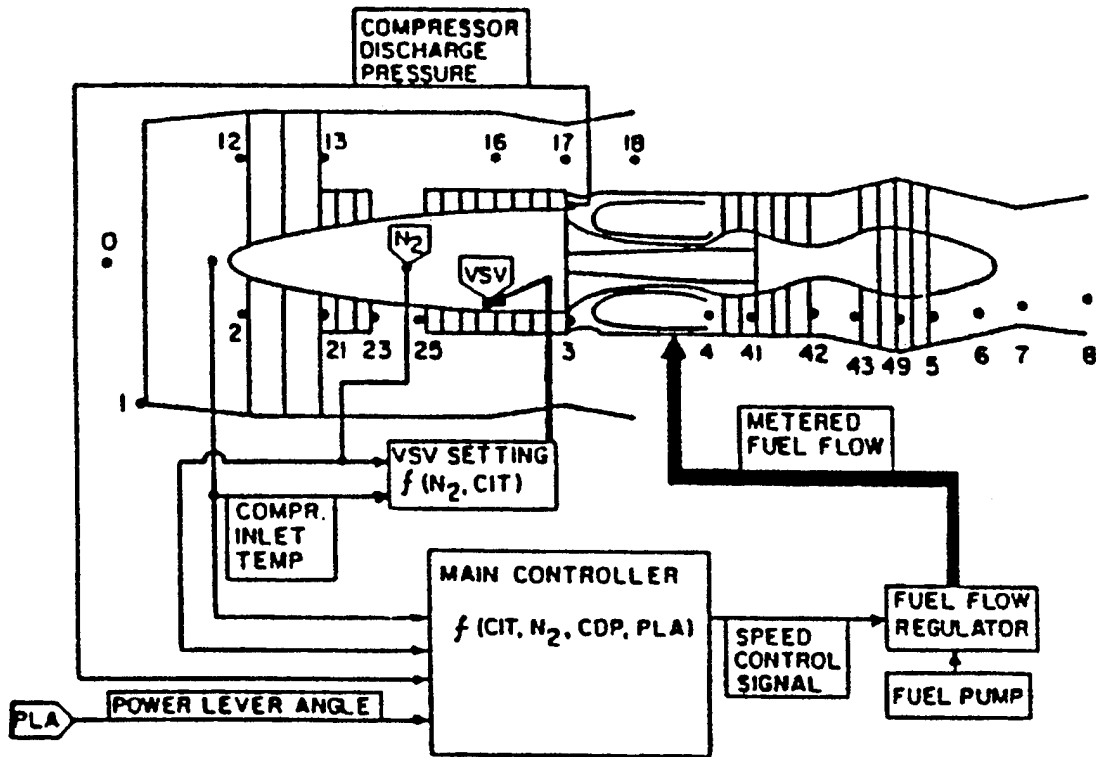 COMPRESSOR
DISCHARGE
PRESSURE
12
13
16
17
18
0
N2
VSV
2
21
23
25
3
4
41
42
43
49
5
6
7
8
1
METERED
FUEL FLOW
VSV SETTING
f (N2, CIT)
COMPR.
INLET
TEMP
MAIN CONTROLLER
f (CIT, N2, CDP, PLA)
FUEL FLOW
REGULATOR
SPEED
CONTROL
SIGNAL
FUEL PUMP
POWER LEVER ANGLE
PLA